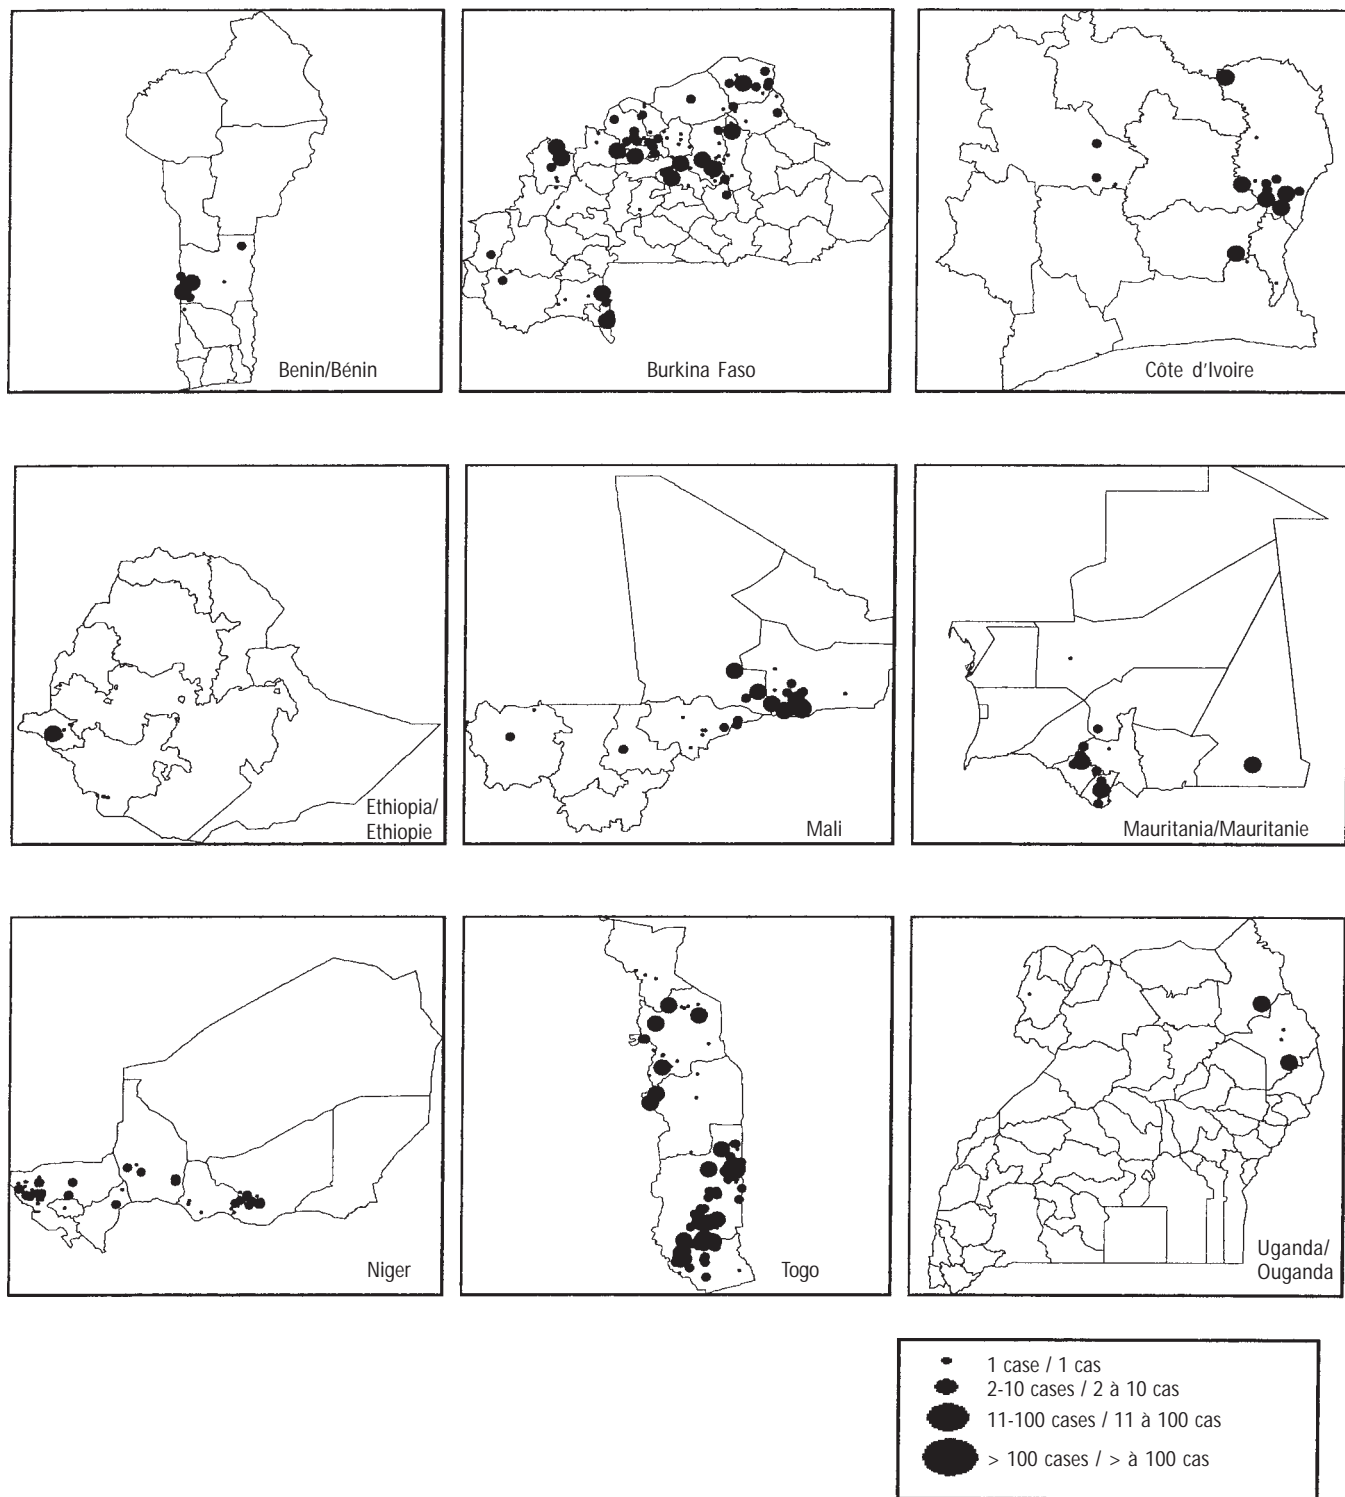 Benin/Bénin
Burkina Faso
Côte d'Ivoire
Ethiopia/
Ethiopie
Mali
Mauritania/Mauritanie
Niger
Togo
Uganda/
Ouganda
1 case / 1 cas
2-10 cases / 2 à 10 cas
11-100 cases / 11 à 100 cas
> 100 cases / > à 100 cas